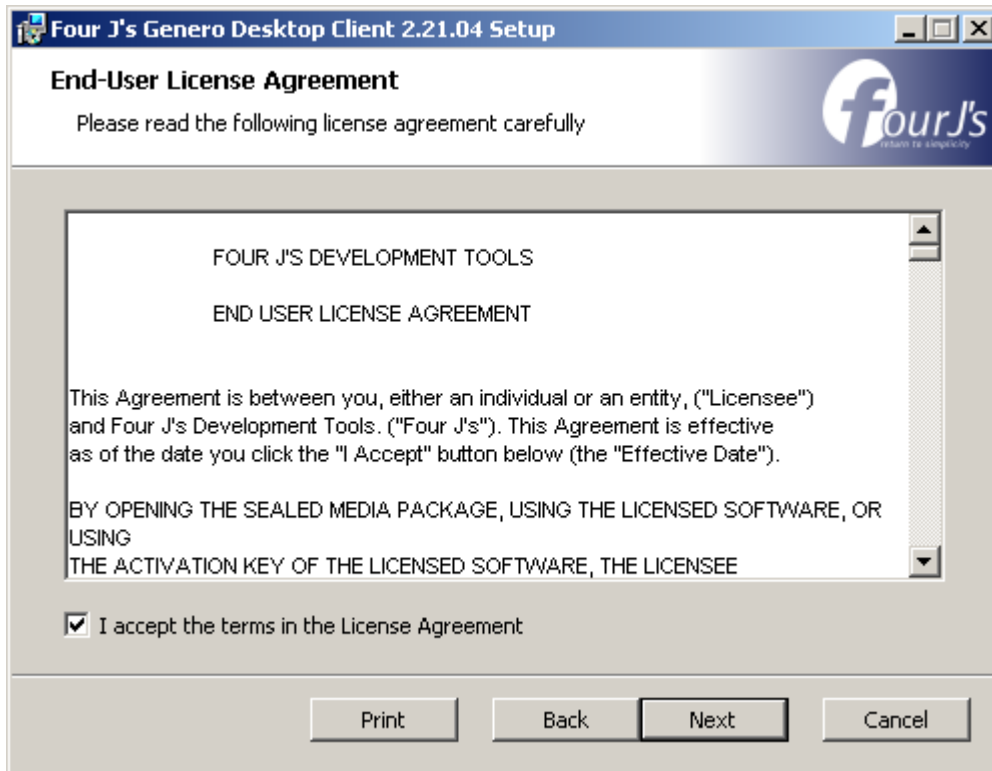 Four J's Genero Desktop Client 2.21.04 Setup
End-User License Agreement
Please read the following license agreement carefully
fourJ's
return to simplicity
FOUR J'S DEVELOPMENT TOOLS
END USER LICENSE AGREEMENT
This Agreement is between you, either an individual or an entity, ("Licensee")
and Four J's Development Tools. ("Four J's"). This Agreement is effective
as of the date you click the "I Accept" button below (the "Effective Date").
BY OPENING THE SEALED MEDIA PACKAGE, USING THE LICENSED SOFTWARE, OR
USING
THE ACTIVATION KEY OF THE LICENSED SOFTWARE, THE LICENSEE
I accept the terms in the License Agreement
Print Back Next Cancel